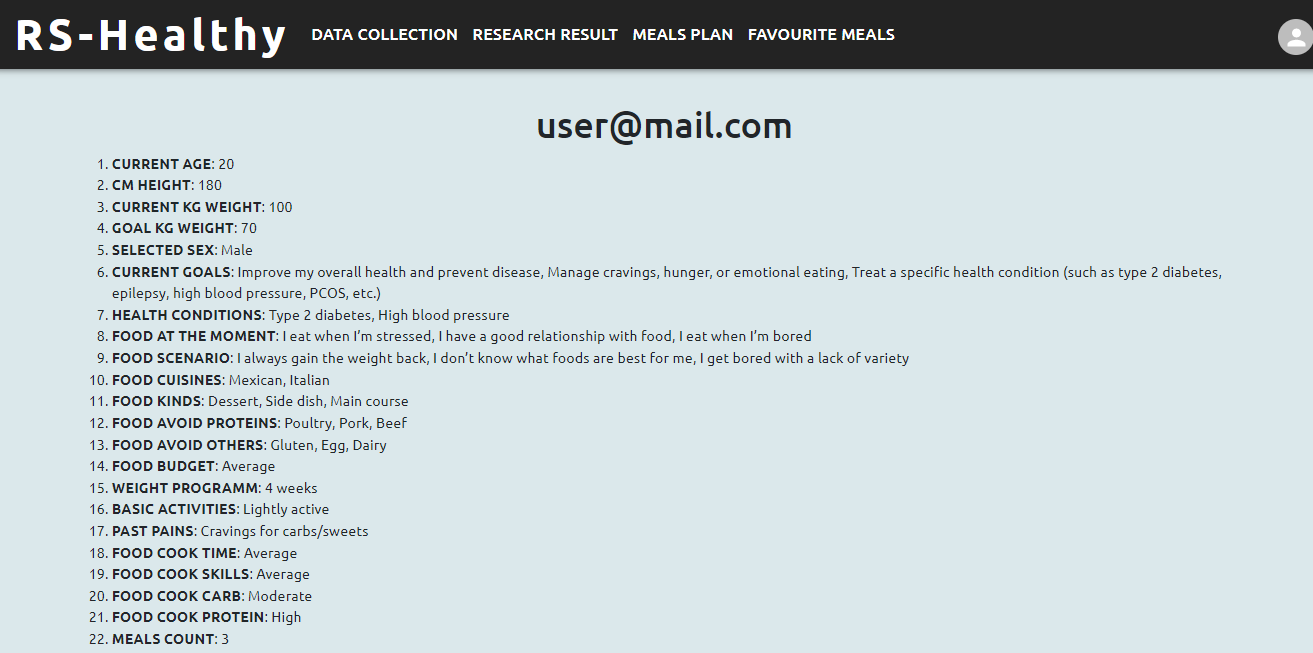 RS-Healthy DATA COLLECTION RESEARCH RESULT MEALS PLAN FAVOURITE MEALS
user@mail.com
1. CURRENT AGE: 20
2. CM HEIGHT: 180
3. CURRENT KG WEIGHT: 100
4. GOAL KG WEIGHT: 70
5. SELECTED SEX: Male
6. CURRENT GOALS: Improve my overall health and prevent disease, Manage cravings, hunger, or emotional eating, Treat a specific health condition (such as type 2 diabetes,
epilepsy, high blood pressure, PCOS, etc.)
7. HEALTH CONDITIONS: Type 2 diabetes, High blood pressure
8. FOOD AT THE MOMENT: I eat when I’m stressed, I have a good relationship with food, I eat when I’m bored
9. FOOD SCENARIO: I always gain the weight back, I don’t know what foods are best for me, I get bored with a lack of variety
10. FOOD CUISINES: Mexican, Italian
11. FOOD KINDS: Dessert, Side dish, Main course
12. FOOD AVOID PROTEINS: Poultry, Pork, Beef
13. FOOD AVOID OTHERS: Gluten, Egg, Dairy
14. FOOD BUDGET: Average
15. WEIGHT PROGRAMM: 4 weeks
16. BASIC ACTIVITIES: Lightly active
17. PAST PAINS: Cravings for carbs/sweets
18. FOOD COOK TIME: Average
19. FOOD COOK SKILLS: Average
20. FOOD COOK CARB: Moderate
21. FOOD COOK PROTEIN: High
22. MEALS COUNT: 3